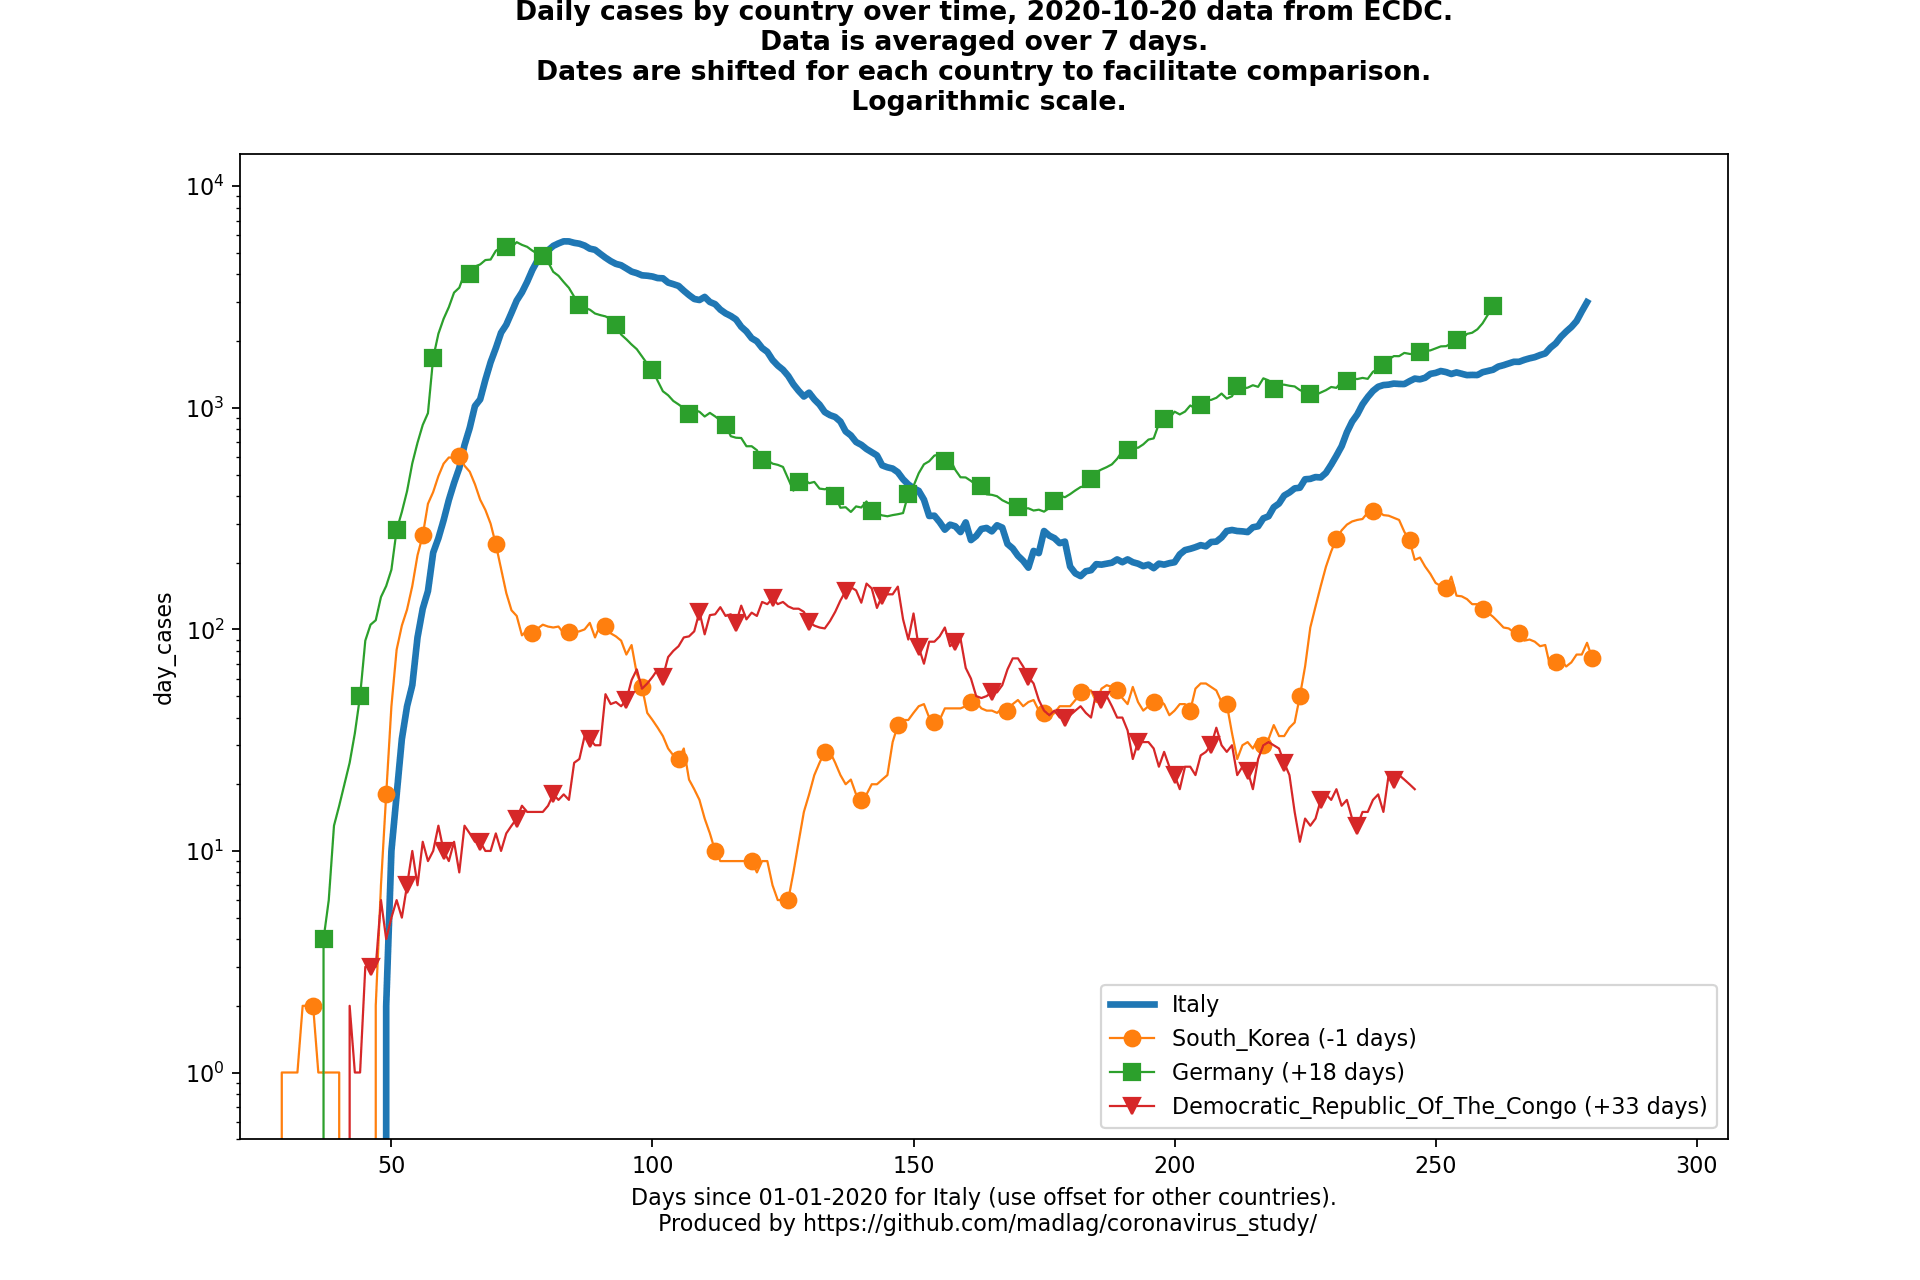 Daily cases by country over time, 2020-10-20 data from ECDC.
Data is averaged over 7 days.
Dates are shifted for each country to facilitate comparison.
Logarithmic scale.
10^4
10^3
10^2
10^1
10^0
day_cases
Italy
South_Korea (-1 days)
Germany (+18 days)
Democratic_Republic_Of_The_Congo (+33 days)
50 100 150 200 250 300
Days since 01-01-2020 for Italy (use offset for other countries).
Produced by https://github.com/madlag/coronavirus_study/